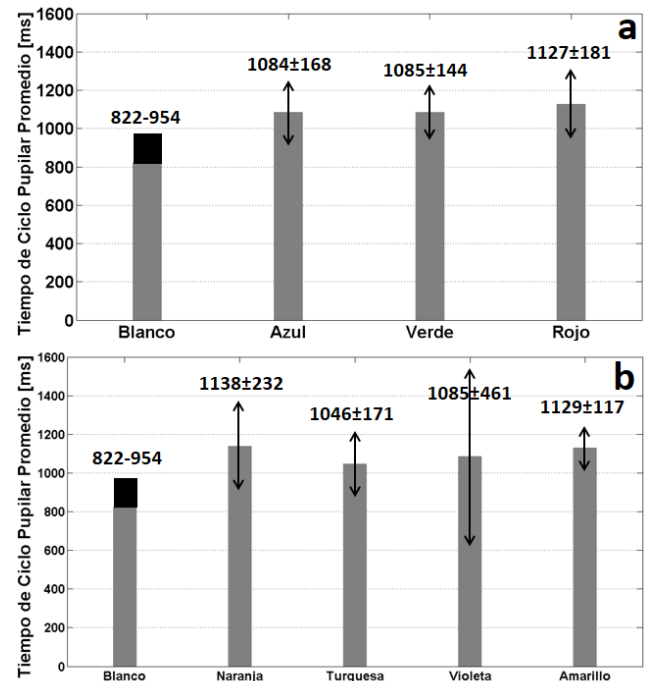 a
Tiempo de Ciclo Pupilar Promedio [ms]
1600
1400
1200
1000
800
600
400
200
0
822-954
1084±168
1085±144
1127±181
Blanco
Azul
Verde
Rojo
b
Tiempo de Ciclo Pupilar Promedio [ms]
1600
1400
1200
1000
800
600
400
200
0
822-954
1138±232
1046±171
1085±461
1129±117
Blanco
Naranja
Turquesa
Violeta
Amarillo